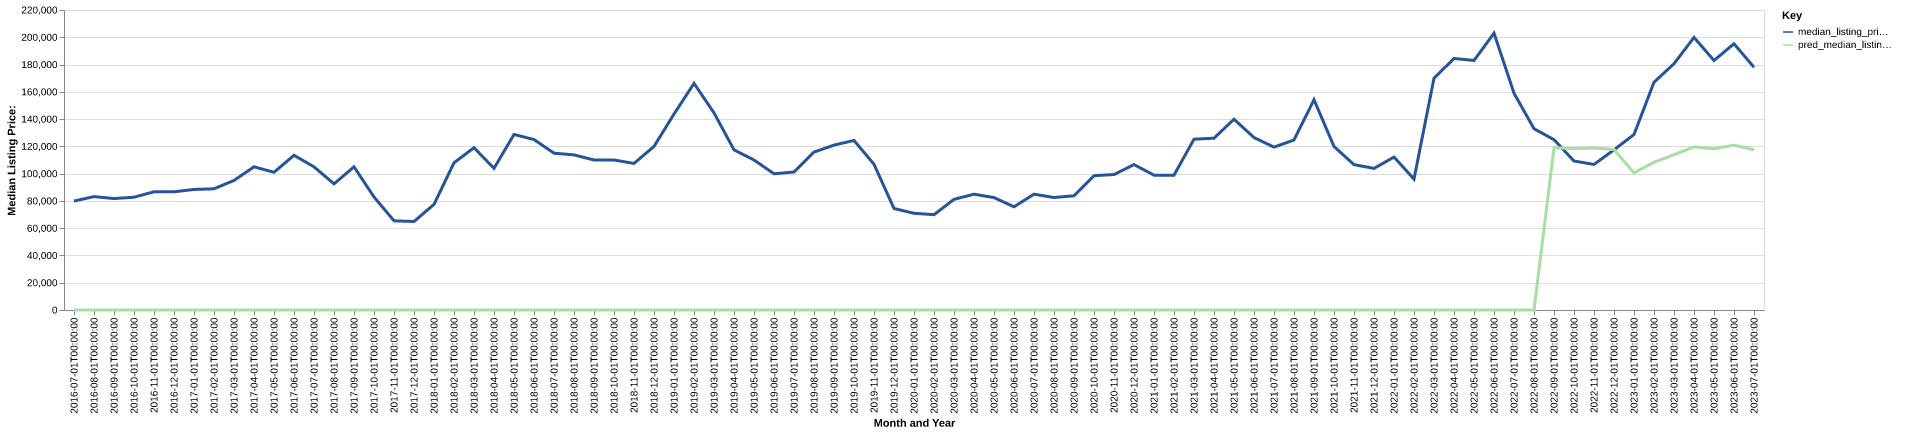 220,000
200,000
180,000
160,000
140,000
120,000
100,000
80,000
60,000
40,000
20,000
0
Median Listing Price:
2016-07-01T00:00:00
2016-08-01T00:00:00
2016-09-01T00:00:00
2016-10-01T00:00:00
2016-11-01T00:00:00
2016-12-01T00:00:00
2017-01-01T00:00:00
2017-02-01T00:00:00
2017-03-01T00:00:00
2017-04-01T00:00:00
2017-05-01T00:00:00
2017-06-01T00:00:00
2017-07-01T00:00:00
2017-08-01T00:00:00
2017-09-01T00:00:00
2017-10-01T00:00:00
2017-11-01T00:00:00
2017-12-01T00:00:00
2018-01-01T00:00:00
2018-02-01T00:00:00
2018-03-01T00:00:00
2018-04-01T00:00:00
2018-05-01T00:00:00
2018-06-01T00:00:00
2018-07-01T00:00:00
2018-08-01T00:00:00
2018-09-01T00:00:00
2018-10-01T00:00:00
2018-11-01T00:00:00
2018-12-01T00:00:00
2019-01-01T00:00:00
2019-02-01T00:00:00
2019-03-01T00:00:00
2019-04-01T00:00:00
2019-05-01T00:00:00
2019-06-01T00:00:00
2019-07-01T00:00:00
2019-08-01T00:00:00
2019-09-01T00:00:00
2019-10-01T00:00:00
2019-11-01T00:00:00
2019-12-01T00:00:00
2020-01-01T00:00:00
2020-02-01T00:00:00
2020-03-01T00:00:00
2020-04-01T00:00:00
2020-05-01T00:00:00
2020-06-01T00:00:00
2020-07-01T00:00:00
2020-08-01T00:00:00
2020-09-01T00:00:00
2020-10-01T00:00:00
2020-11-01T00:00:00
2020-12-01T00:00:00
2021-01-01T00:00:00
2021-02-01T00:00:00
2021-03-01T00:00:00
2021-04-01T00:00:00
2021-05-01T00:00:00
2021-06-01T00:00:00
2021-07-01T00:00:00
2021-08-01T00:00:00
2021-09-01T00:00:00
2021-10-01T00:00:00
2021-11-01T00:00:00
2021-12-01T00:00:00
2022-01-01T00:00:00
2022-02-01T00:00:00
2022-03-01T00:00:00
2022-04-01T00:00:00
2022-05-01T00:00:00
2022-06-01T00:00:00
2022-07-01T00:00:00
2022-08-01T00:00:00
2022-09-01T00:00:00
2022-10-01T00:00:00
2022-11-01T00:00:00
2022-12-01T00:00:00
2023-01-01T00:00:00
2023-02-01T00:00:00
2023-03-01T00:00:00
2023-04-01T00:00:00
2023-05-01T00:00:00
2023-06-01T00:00:00
2023-07-01T00:00:00
Month and Year
Key
median_listing_pri…
pred_median_listin…